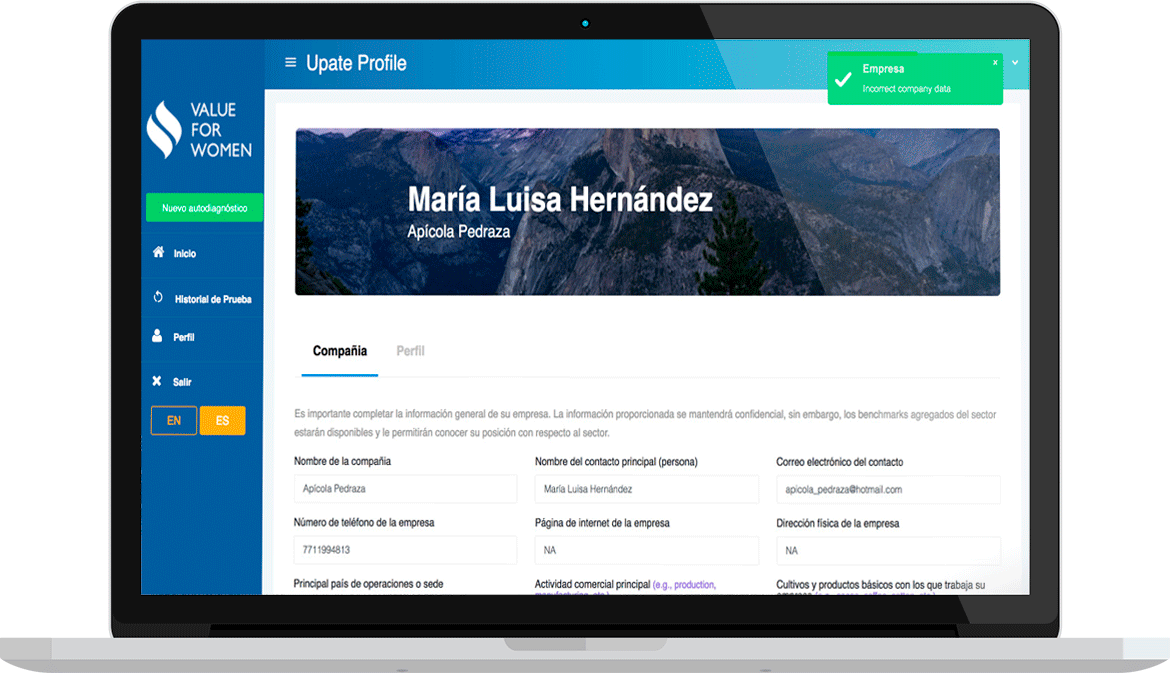 Upate Profile
Empresa
x
Incorrect company data
VALUE
FOR
WOMEN
Nuevo autodiagnóstico
Inicio
Historial de Prueba
Perfil
Salir
EN ES
María Luisa Hernández
Apícola Pedraza
Compañia Perfil
Es importante completar la información general de su empresa. La información proporcionada se mantendrá confidencial, sin embargo, los benchmarks agregados del sector
estarán disponibles y le permitirán conocer su posición con respecto al sector.
Nombre de la compañia Nombre del contacto principal (persona) Correo electrónico del contacto
Apícola Pedraza María Luisa Hernández apicola_pedraza@hotmail.com
Número de teléfono de la empresa Página de internet de la empresa Dirección física de la empresa
7711994813 NA NA
Principal país de operaciones o sede Actividad comercial principal (e.g., production, Cultivos y productos básicos con los que trabaja su